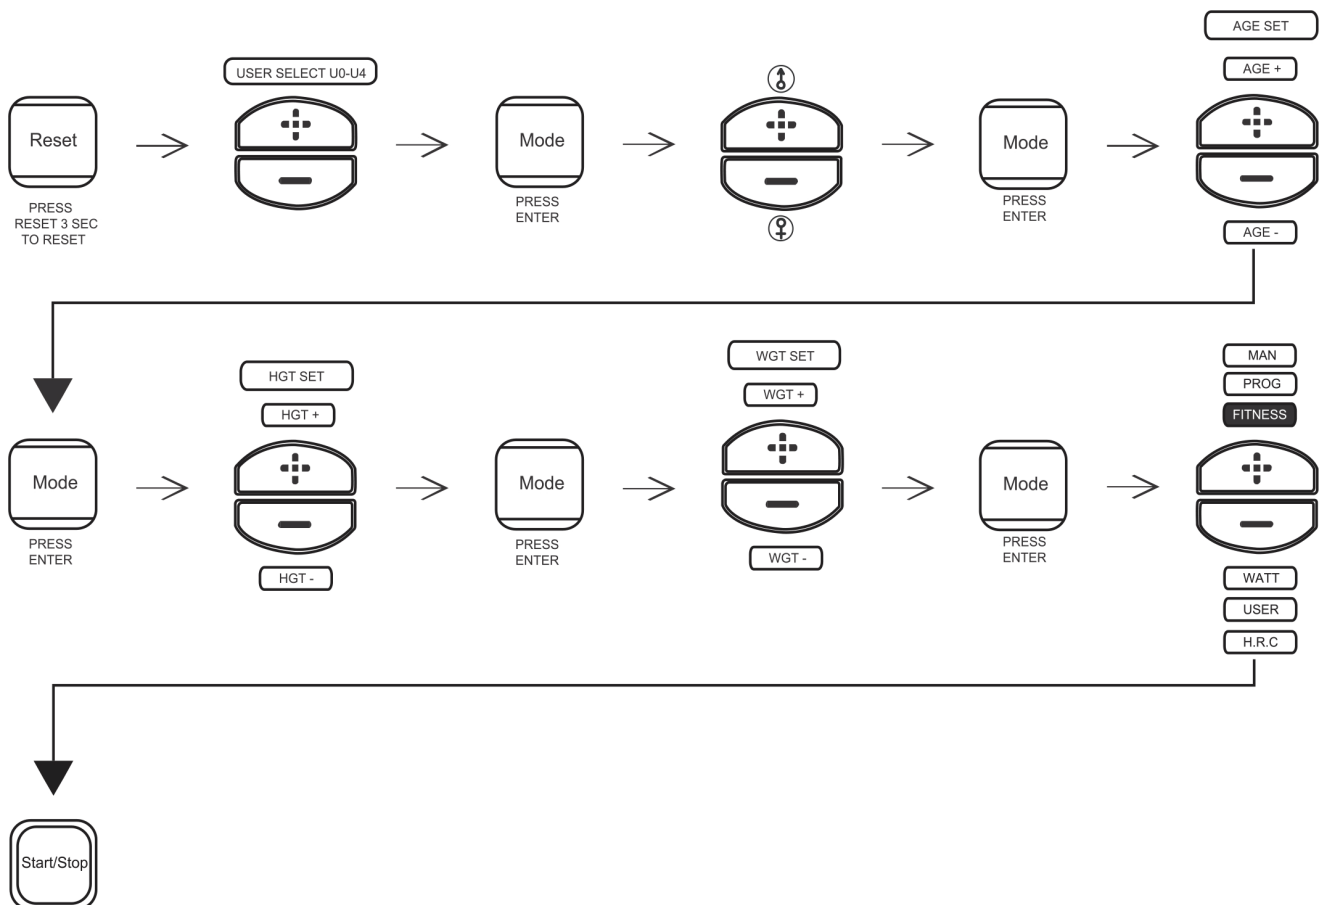 AGE SET
USER SELECT U0-U4
AGE +
Reset
Mode
Mode
PRESS
RESET 3 SEC
TO RESET
PRESS
ENTER
PRESS
ENTER
AGE -
HGT SET
HGT +
WGT SET
WGT +
MAN
PROG
FITNESS
Mode
Mode
Mode
PRESS
ENTER
HGT -
PRESS
ENTER
WGT -
PRESS
ENTER
WATT
USER
H.R.C
Start/Stop